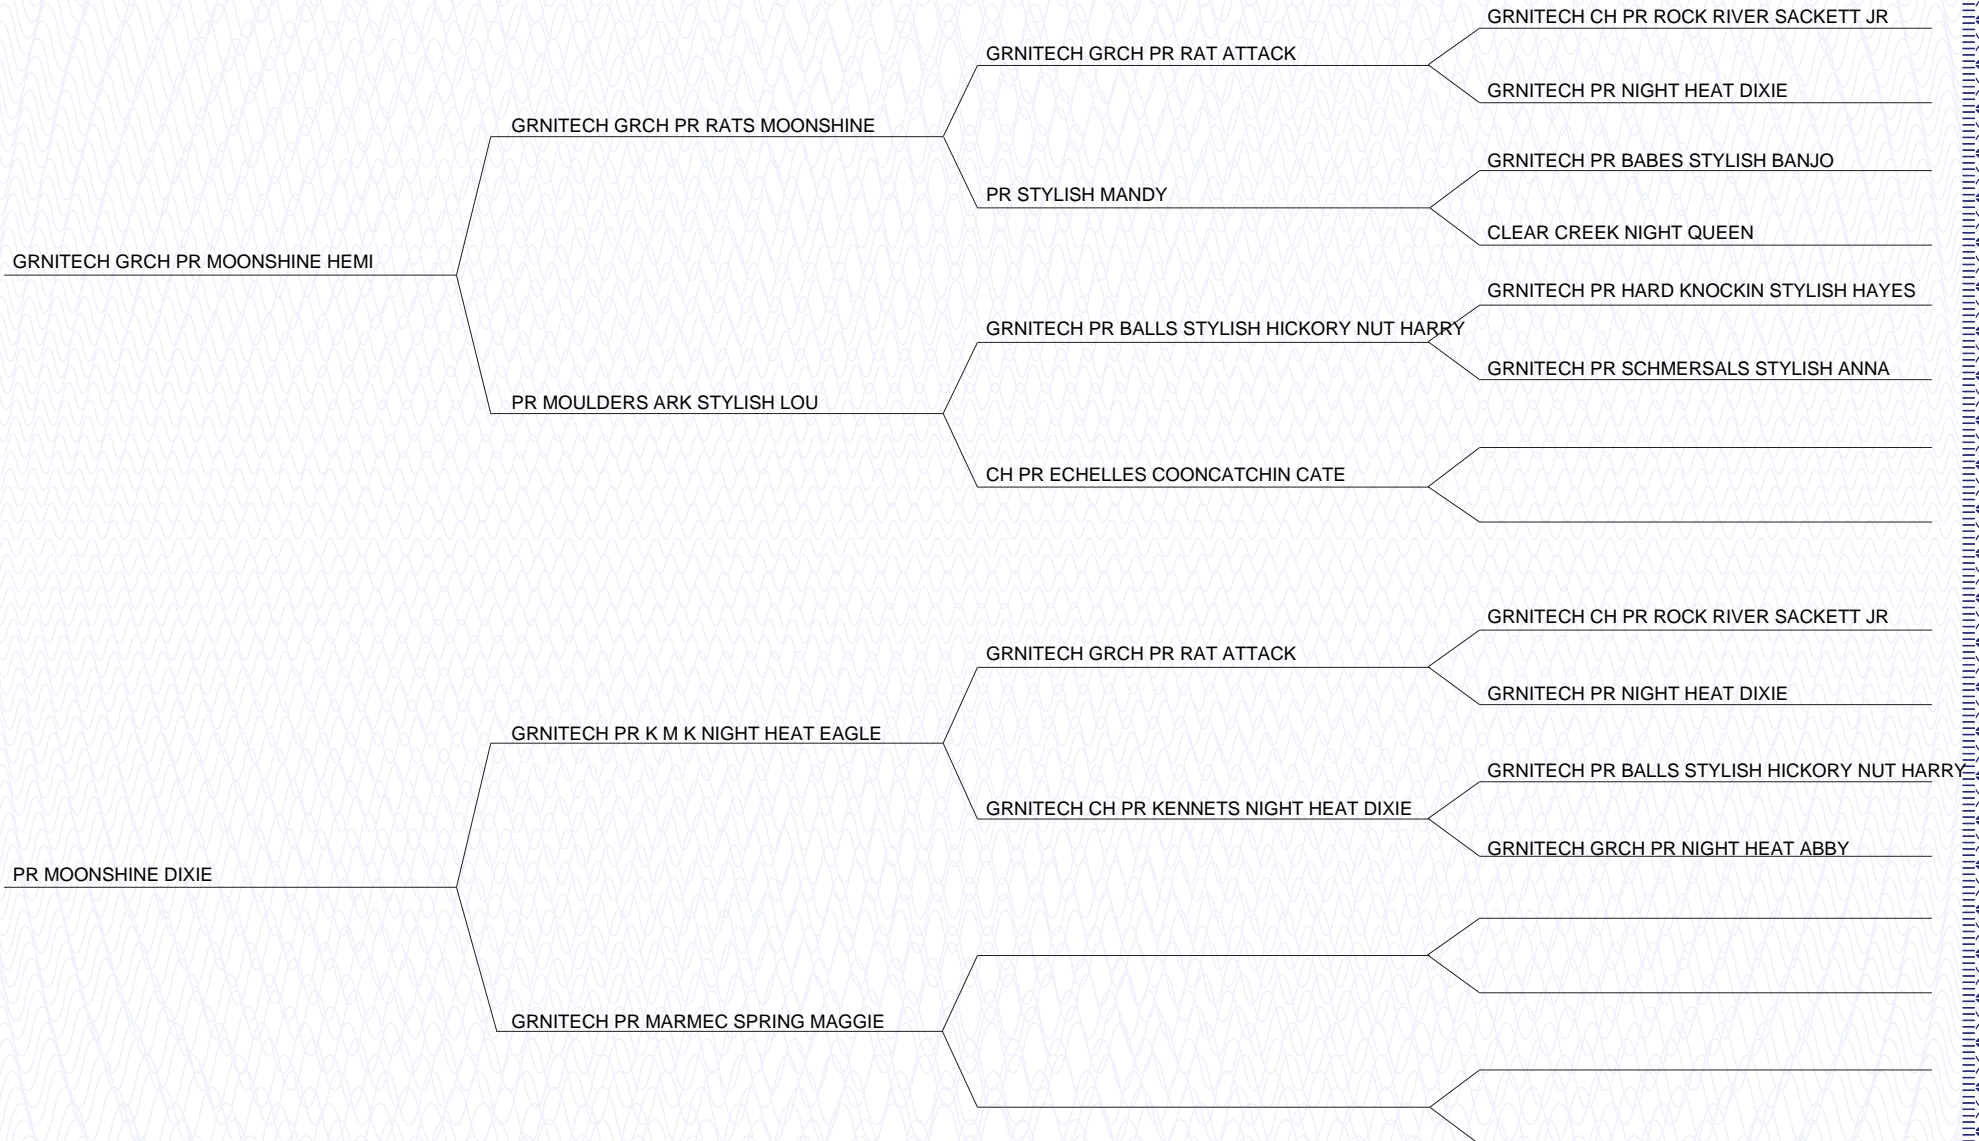 GRNITECH CH PR ROCK RIVER SACKETT JR
GRNITECH GRCH PR RAT ATTACK
GRNITECH PR NIGHT HEAT DIXIE
GRNITECH GRCH PR RATS MOONSHINE
GRNITECH PR BABES STYLISH BANJO
PR STYLISH MANDY
CLEAR CREEK NIGHT QUEEN
GRNITECH GRCH PR MOONSHINE HEMI
GRNITECH PR HARD KNOCKIN STYLISH HAYES
GRNITECH PR BALLS STYLISH HICKORY NUT HARRY
GRNITECH PR SCHMERSALS STYLISH ANNA
PR MOULDERS ARK STYLISH LOU
CH PR ECHELLES COONCATCHIN CATE
GRNITECH CH PR ROCK RIVER SACKETT JR
GRNITECH GRCH PR RAT ATTACK
GRNITECH PR NIGHT HEAT DIXIE
GRNITECH PR K M K NIGHT HEAT EAGLE
GRNITECH PR BALLS STYLISH HICKORY NUT HARRY
GRNITECH CH PR KENNETS NIGHT HEAT DIXIE
GRNITECH GRCH PR NIGHT HEAT ABBY
PR MOONSHINE DIXIE
GRNITECH PR MARMEC SPRING MAGGIE